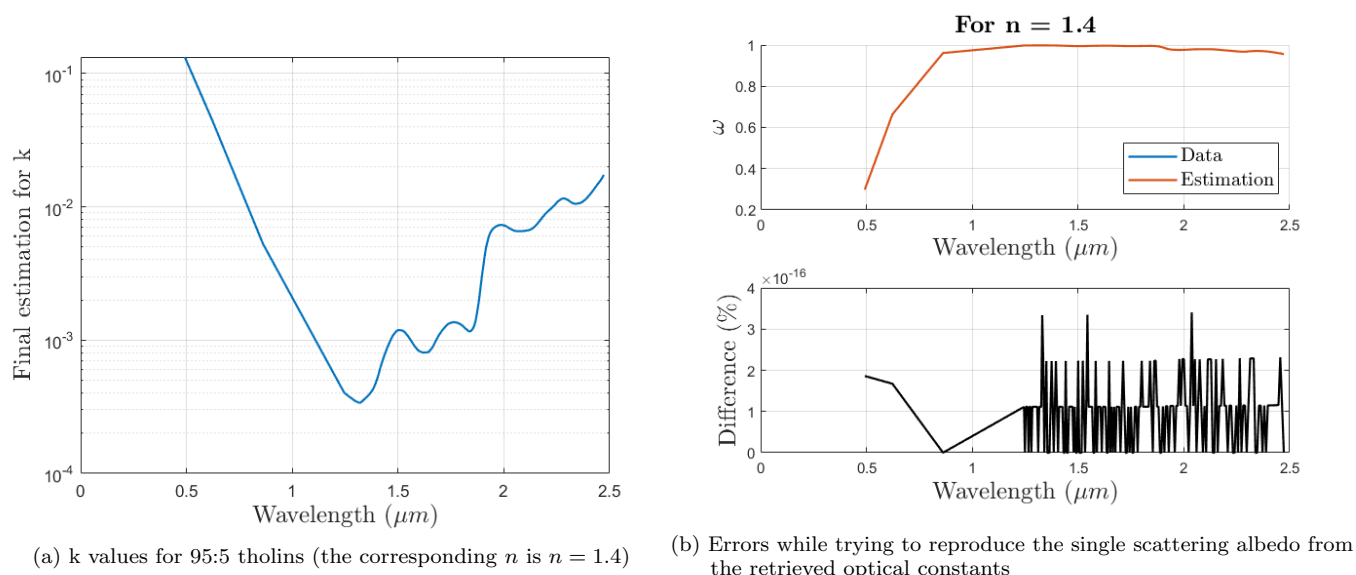 Final estimation for k
10-1
10-2
10-3
10-4
0 0.5 1 1.5 2 2.5
Wavelength (μm)
(a) k values for 95:5 tholins (the corresponding n is n = 1.4)
For n = 1.4
ω
1
0.8
0.6
0.4
0.2
Data
Estimation
0 0.5 1 1.5 2 2.5
Wavelength (μm)
×10-16
Difference (%)
4
3
2
1
0
0 0.5 1 1.5 2 2.5
Wavelength (μm)
(b) Errors while trying to reproduce the single scattering albedo from
the retrieved optical constants